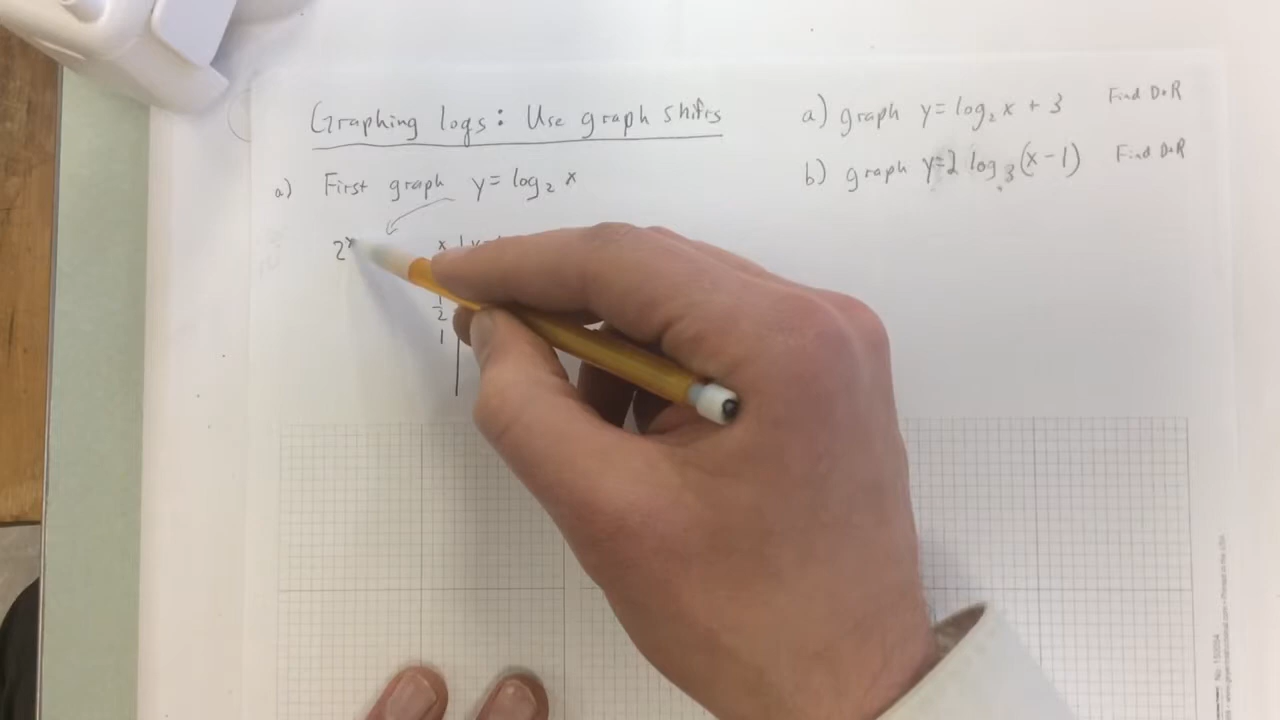 Graphing logs: Use graph shifts
a) First graph y = log₂ x
2ˣ
x y
1/2
1
a) graph y = log₂ x + 3 Find D+R
b) graph y=2 log₃(x-1) Find D+R